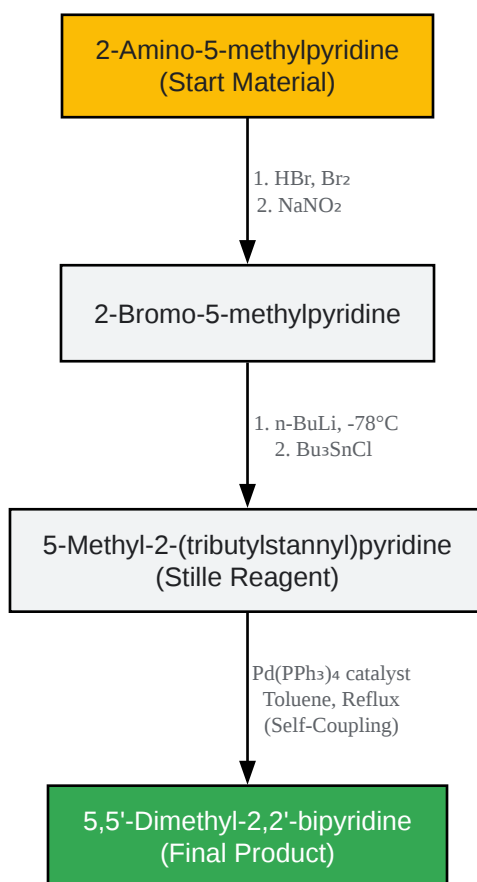 2-Amino-5-methylpyridine
(Start Material)
1. HBr, Br₂
2. NaNO₂
2-Bromo-5-methylpyridine
1. n-BuLi, -78°C
2. Bu₃SnCl
5-Methyl-2-(tributylstannyl)pyridine
(Stille Reagent)
Pd(PPh₃)₄ catalyst
Toluene, Reflux
(Self-Coupling)
5,5'-Dimethyl-2,2'-bipyridine
(Final Product)